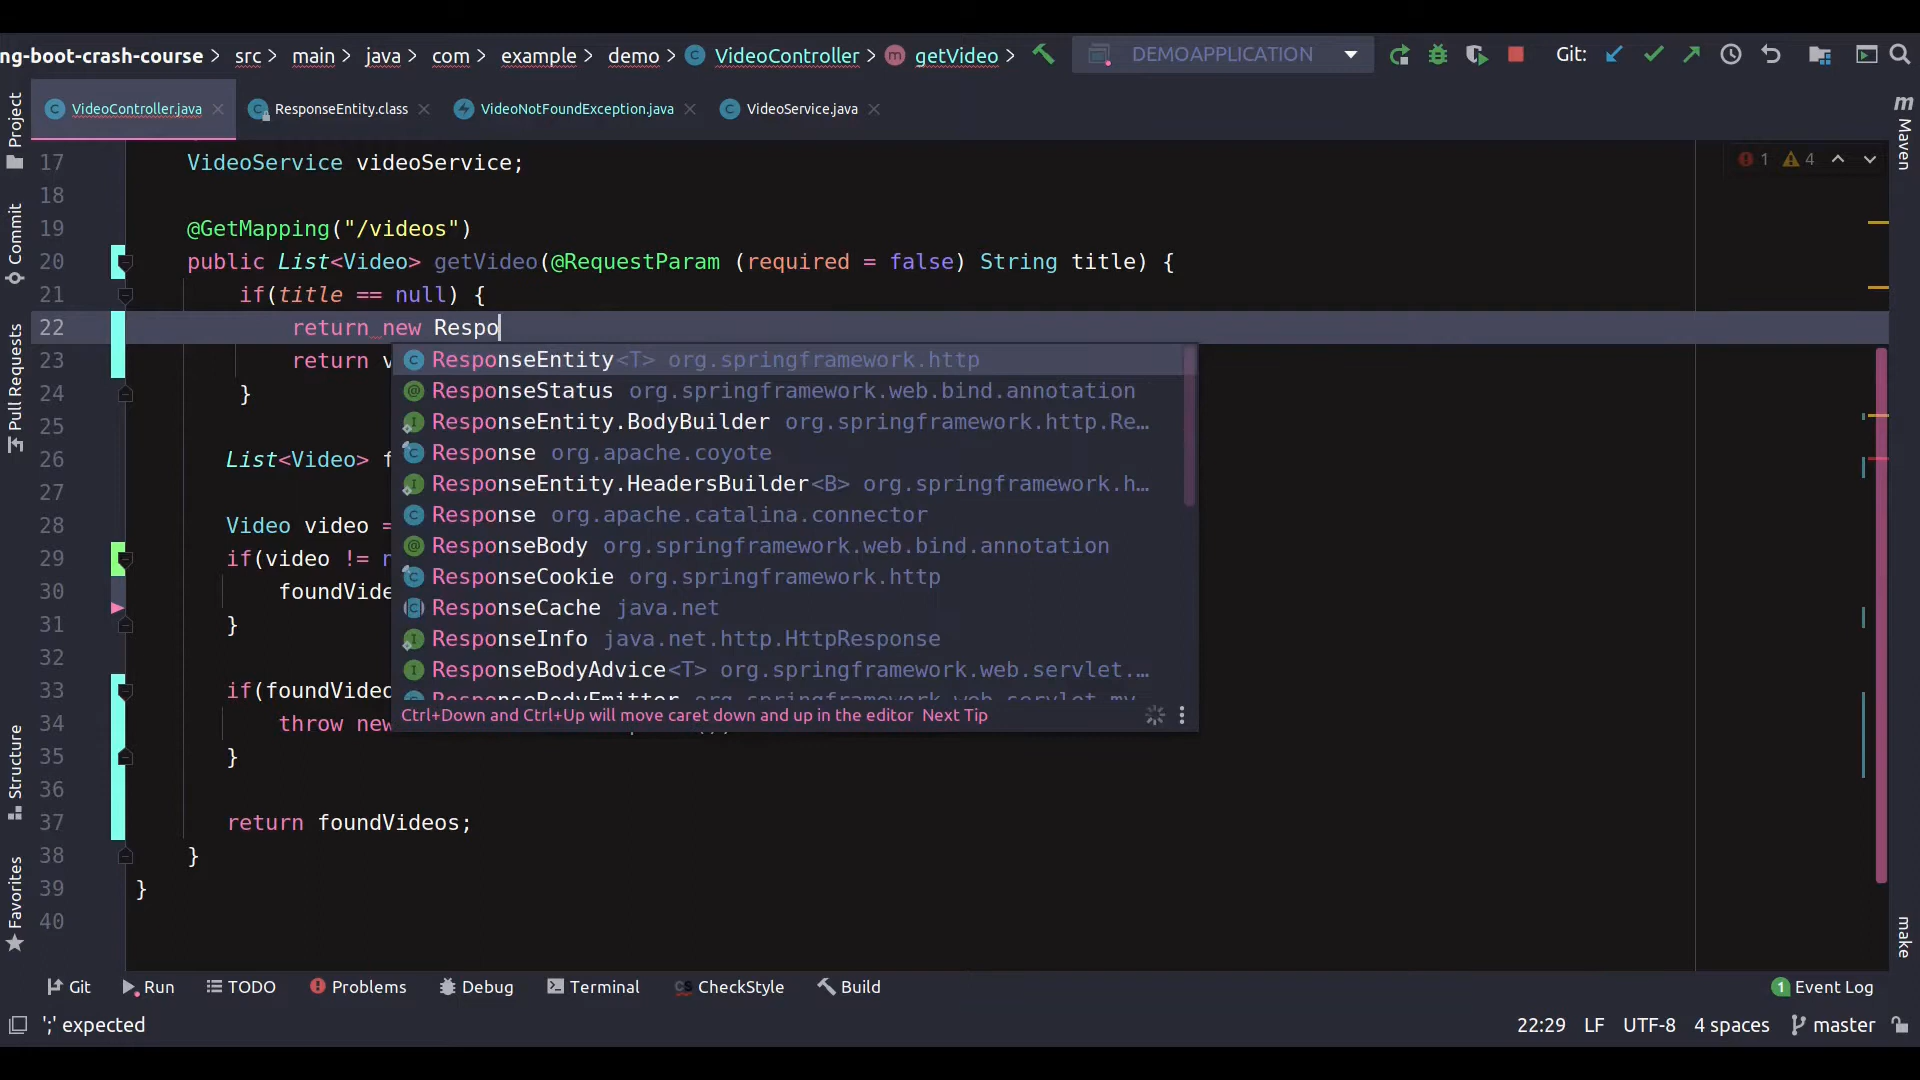 ng-boot-crash-course > src > main > java > com > example > demo > VideoController > getVideo > DEMOAPPLICATION Git:
VideoController.java ResponseEntity.class VideoNotFoundException.java VideoService.java
Project
Commit
Pull Requests
Structure
Favorites
17 VideoService videoService;
18
19 @GetMapping("/videos")
20 public List<Video> getVideo(@RequestParam (required = false) String title) {
21 if(title == null) {
22 return new Respo
23 return v
24 }
25
26 List<Video> f
27
28 Video video =
29 if(video != n
30 foundVide
31 }
32
33 if(foundVideo
34 throw new
35 }
36
37 return foundVideos;
38 }
39 }
40
ResponseEntity<T> org.springframework.http
ResponseStatus org.springframework.web.bind.annotation
ResponseEntity.BodyBuilder org.springframework.http.Re…
Response org.apache.coyote
ResponseEntity.HeadersBuilder<B> org.springframework.h…
Response org.apache.catalina.connector
ResponseBody org.springframework.web.bind.annotation
ResponseCookie org.springframework.http
ResponseCache java.net
ResponseInfo java.net.http.HttpResponse
ResponseBodyAdvice<T> org.springframework.web.servlet.…
ResponseBodyEmitter org.springframework.web.servlet.mv
Ctrl+Down and Ctrl+Up will move caret down and up in the editor Next Tip
1 4
m
Maven
make
Git Run TODO Problems Debug Terminal CheckStyle Build 1 Event Log
';' expected 22:29 LF UTF-8 4 spaces master